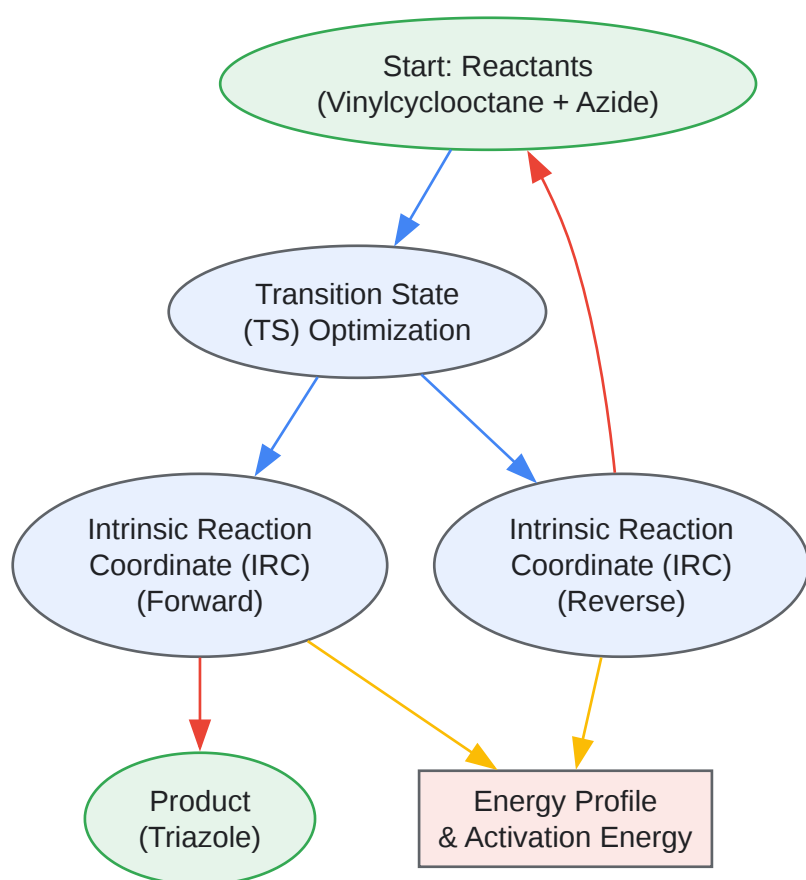 Start: Reactants
(Vinylcyclooctane + Azide)
Transition State
(TS) Optimization
Intrinsic Reaction
Coordinate (IRC)
(Forward)
Intrinsic Reaction
Coordinate (IRC)
(Reverse)
Product
(Triazole)
Energy Profile
& Activation Energy